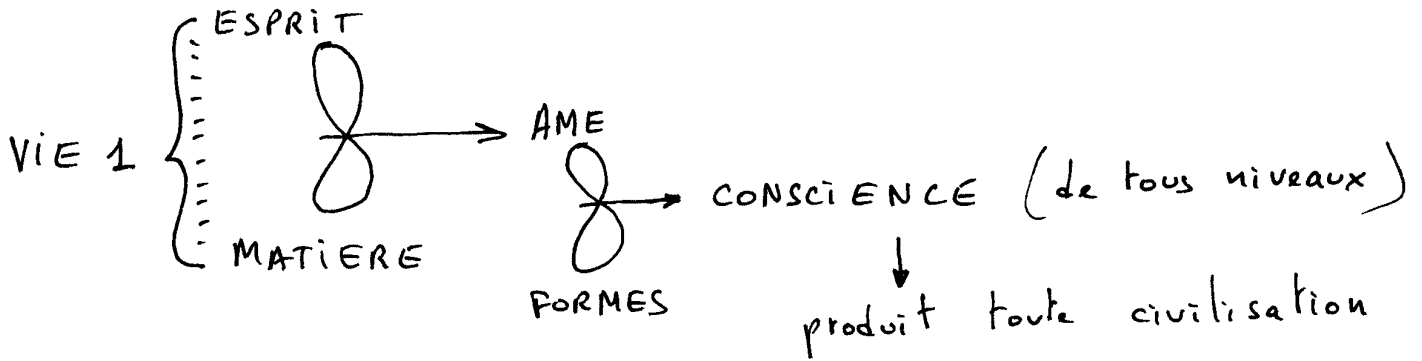 ESPRIT
VIE 1
AME
CONSCIENCE (de tous niveaux)
MATIERE
FORMES
produit toute civilisation